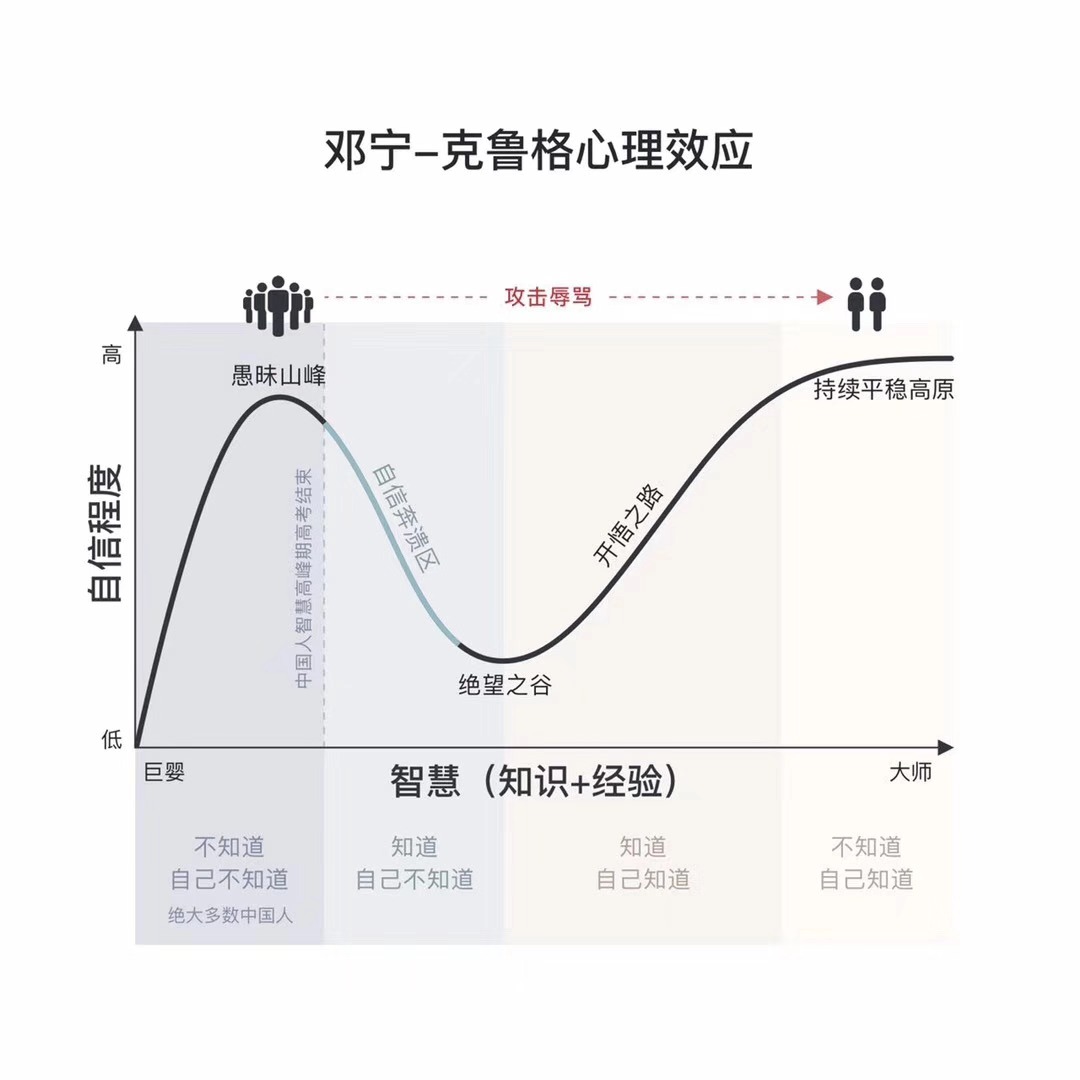 邓宁–克鲁格心理效应
攻击辱骂
高
愚昧山峰
持续平稳高原
自信程度
中国人智慧高峰期高考结束
自信奔溃区
开悟之路
绝望之谷
低
巨婴
智慧（知识+经验）
大师
不知道
自己不知道
绝大多数中国人
知道
自己不知道
知道
自己知道
不知道
自己知道